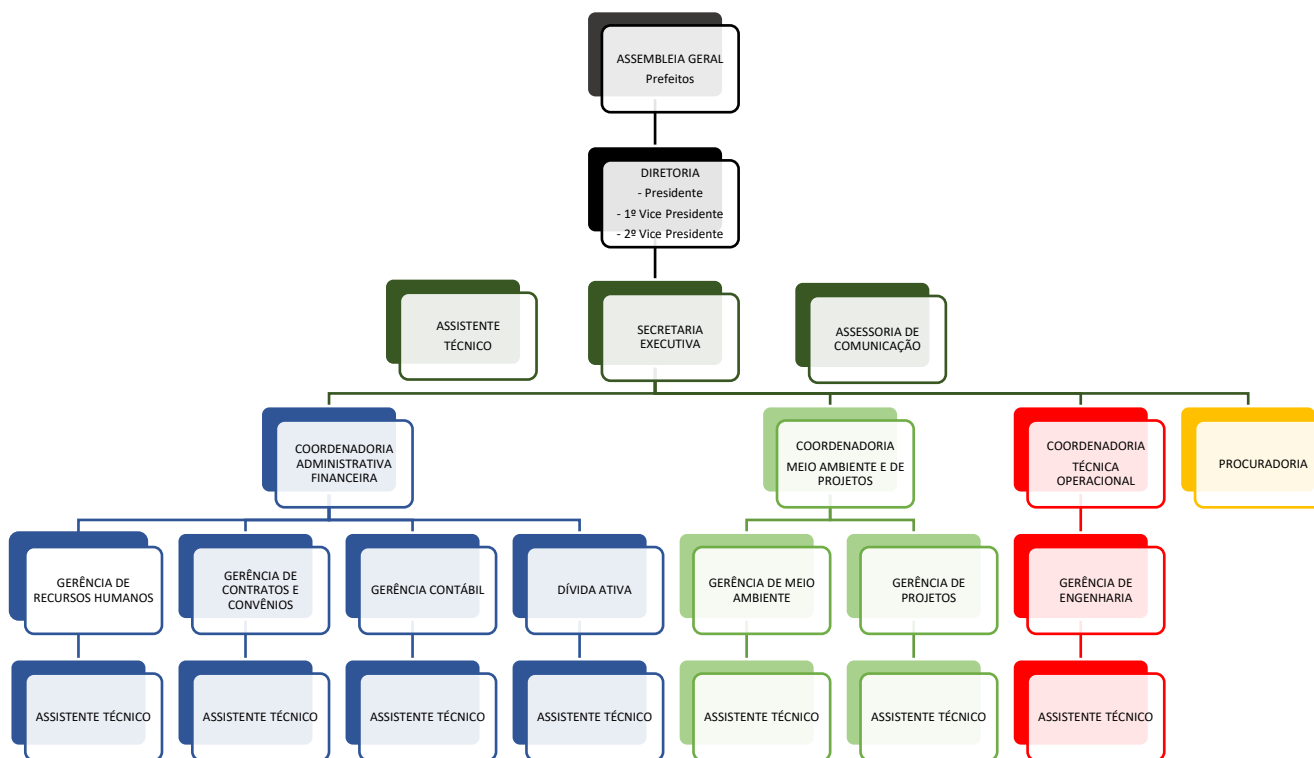 ASSEMBLEIA GERAL
Prefeitos
DIRETORIA
- Presidente
- 1º Vice Presidente
- 2º Vice Presidente
ASSISTENTE
TÉCNICO
SECRETARIA
EXECUTIVA
ASSESSORIA DE
COMUNICAÇÃO
COORDENADORIA
ADMINISTRATIVA
FINANCEIRA
COORDENADORIA
MEIO AMBIENTE E DE
PROJETOS
COORDENADORIA
TÉCNICA
OPERACIONAL
PROCURADORIA
GERÊNCIA DE
RECURSOS HUMANOS
GERÊNCIA DE
CONTRATOS E
CONVÊNIOS
GERÊNCIA CONTÁBIL
DÍVIDA ATIVA
GERÊNCIA DE MEIO
AMBIENTE
GERÊNCIA DE
PROJETOS
GERÊNCIA DE
ENGENHARIA
ASSISTENTE TÉCNICO
ASSISTENTE TÉCNICO
ASSISTENTE TÉCNICO
ASSISTENTE TÉCNICO
ASSISTENTE TÉCNICO
ASSISTENTE TÉCNICO
ASSISTENTE TÉCNICO